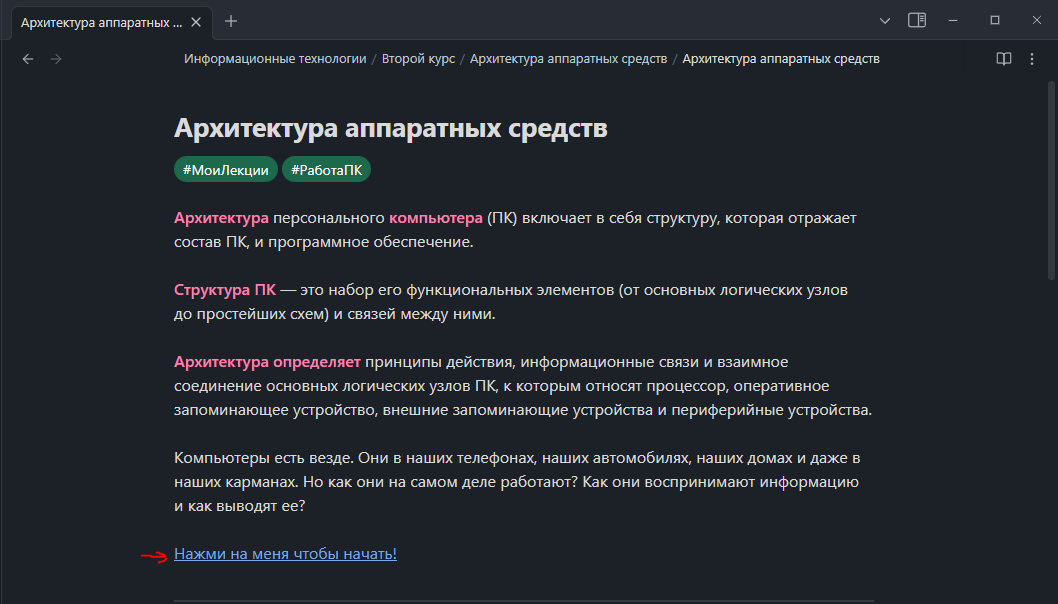 Архитектура аппаратных ...
Информационные технологии / Второй курс / Архитектура аппаратных средств / Архитектура аппаратных средств
Архитектура аппаратных средств
#МоиЛекции #РаботаПК
Архитектура персонального компьютера (ПК) включает в себя структуру, которая отражает
состав ПК, и программное обеспечение.
Структура ПК — это набор его функциональных элементов (от основных логических узлов
до простейших схем) и связей между ними.
Архитектура определяет принципы действия, информационные связи и взаимное
соединение основных логических узлов ПК, к которым относят процессор, оперативное
запоминающее устройство, внешние запоминающие устройства и периферийные устройства.
Компьютеры есть везде. Они в наших телефонах, наших автомобилях, наших домах и даже в
наших карманах. Но как они на самом деле работают? Как они воспринимают информацию
и как выводят ее?
Нажми на меня чтобы начать!